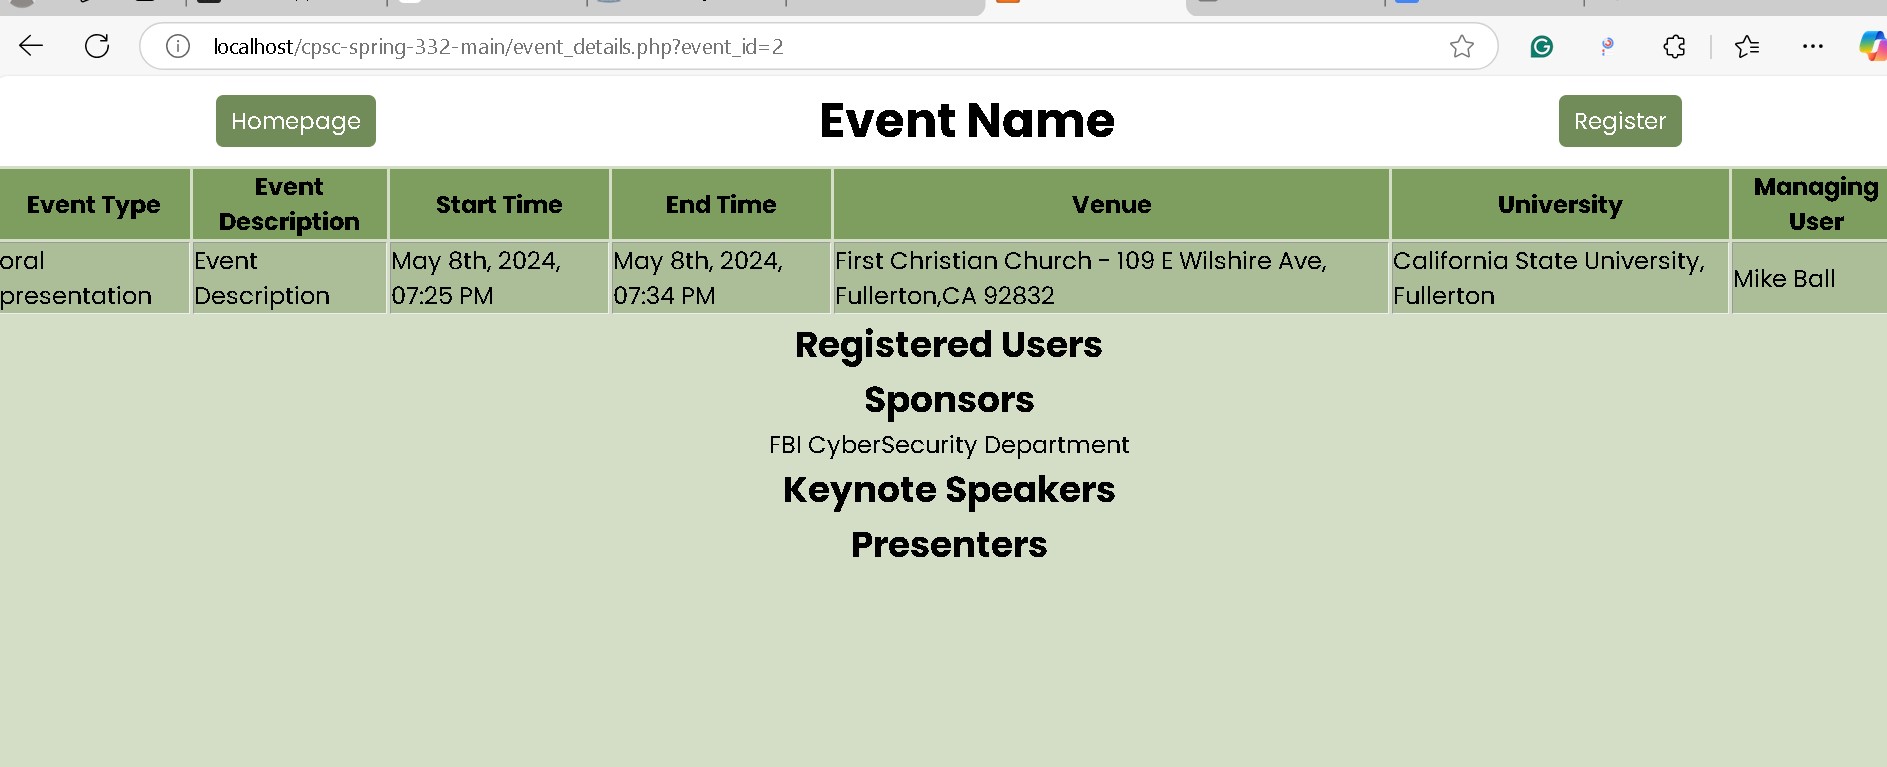 localhost/cpsc-spring-332-main/event_details.php?event_id=2
Homepage
Event Name
Register
Event Type
Event
Description
Start Time
End Time
Venue
University
Managing
User
oral
presentation
Event
Description
May 8th, 2024,
07:25 PM
May 8th, 2024,
07:34 PM
First Christian Church - 109 E Wilshire Ave,
Fullerton,CA 92832
California State University,
Fullerton
Mike Ball
Registered Users
Sponsors
FBI CyberSecurity Department
Keynote Speakers
Presenters